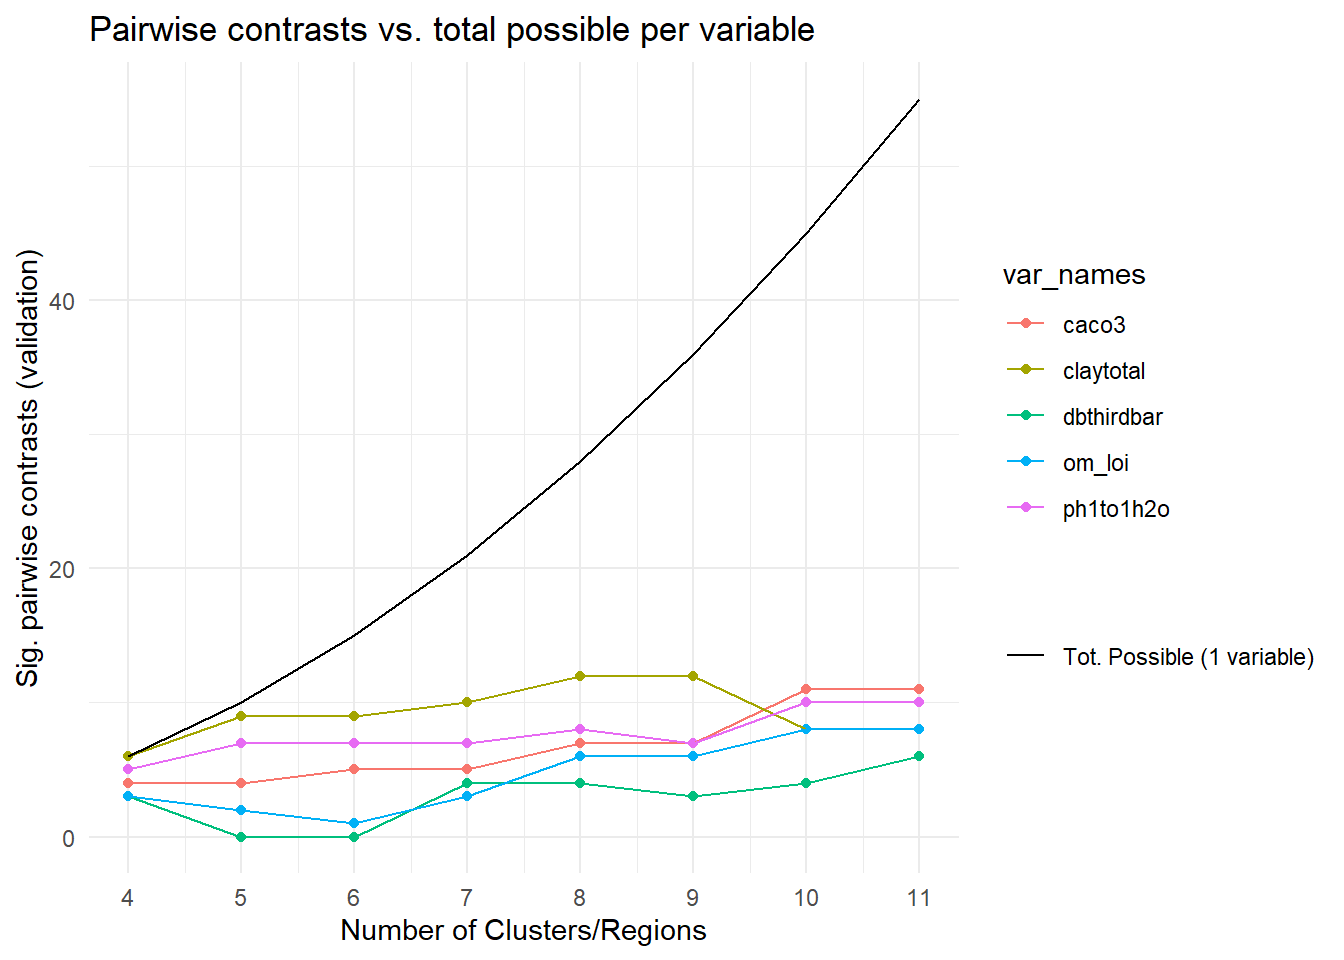 Pairwise contrasts vs. total possible per variable
Sig. pairwise contrasts (validation)
40
20
0
4 5 6 7 8 9 10 11
Number of Clusters/Regions
var_names
caco3
claytotal
dbthirdbar
om_loi
ph1to1h2o
Tot. Possible (1 variable)